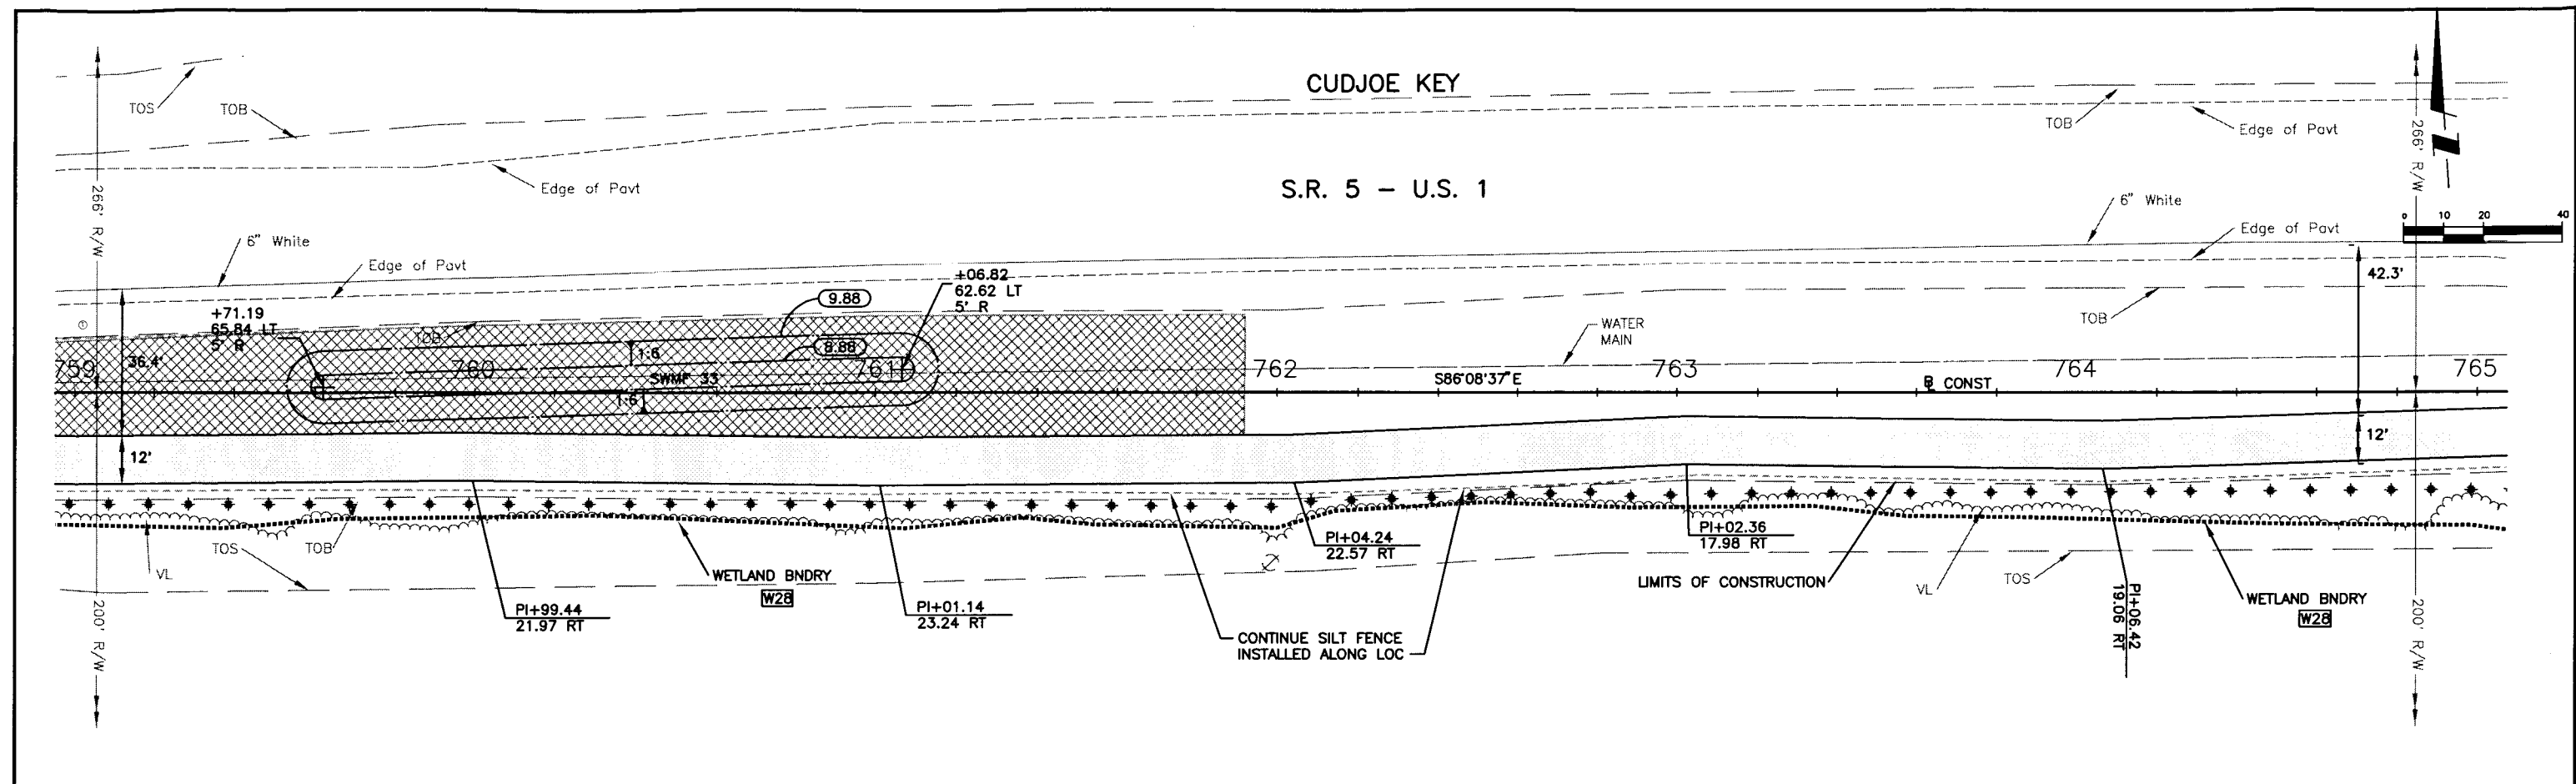 CUDJOE KEY
TOS
TOB
TOB
Edge of Pavt
Edge of Pavt
266' R/W
266' R/W
S.R. 5 - U.S. 1
6" White
6" White
Edge of Pavt
Edge of Pavt
0 10 20 40
+06.82
62.62 LT
5' R
42.3'
9.88
+71.19
65.84 LT
5' R
TOB
8.88
TOB
WATER
MAIN
1:6
36.4'
759
760
761
762
763
764
765
SWMF 33
S86°08'37"E
BL CONST
1:6
12'
12'
TOS
TOB
VL
WETLAND BNDRY
W28
PI+99.44
21.97 RT
PI+01.14
23.24 RT
PI+04.24
22.57 RT
PI+02.36
17.98 RT
LIMITS OF CONSTRUCTION
VL
TOS
PI+06.42
19.06 RT
WETLAND BNDRY
W28
CONTINUE SILT FENCE
INSTALLED ALONG LOC
200' R/W
200' R/W